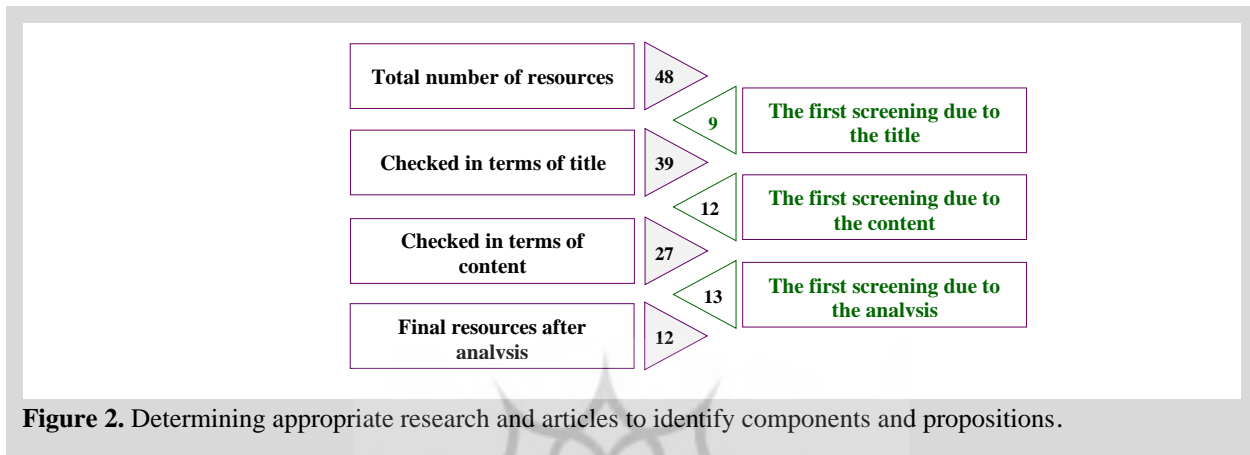 Total number of resources
48
9
The first screening due to
the title
Checked in terms of title
39
12
The first screening due to
the content
Checked in terms of
content
27
13
The first screening due to
the analysis
Final resources after
analysis
12
Figure 2. Determining appropriate research and articles to identify components and propositions.